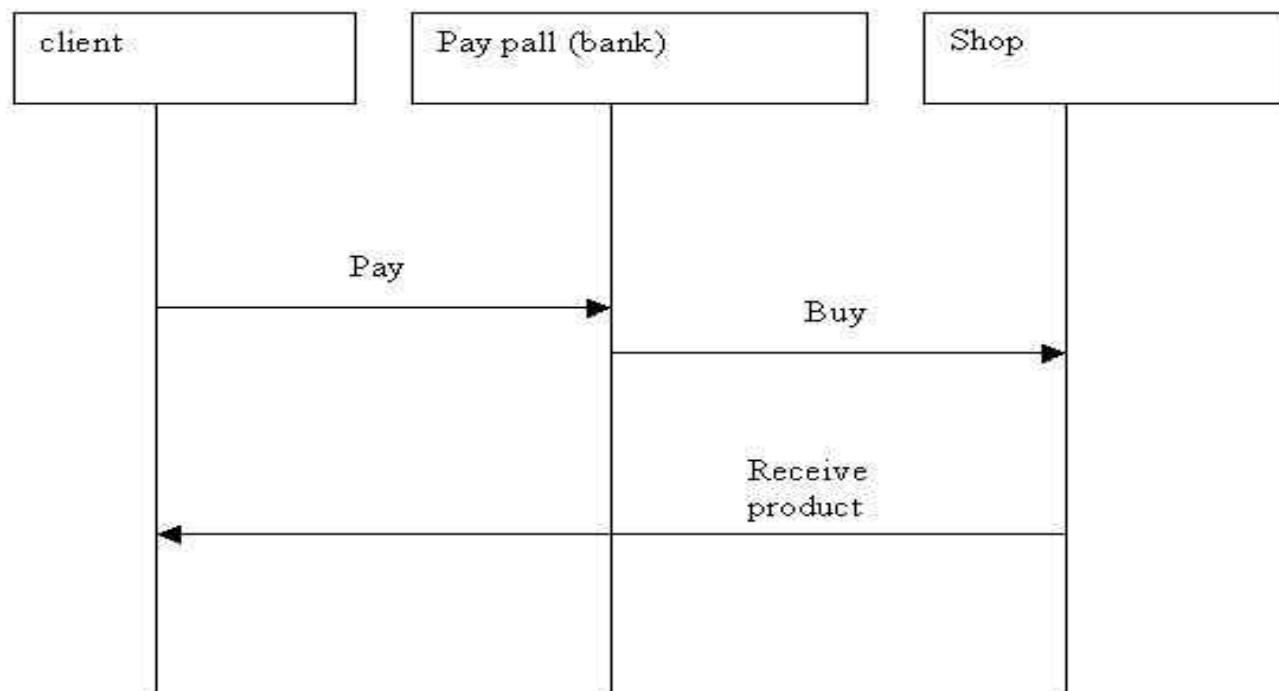 client
Pay pall (bank)
Shop
Pay
Buy
Receive
product